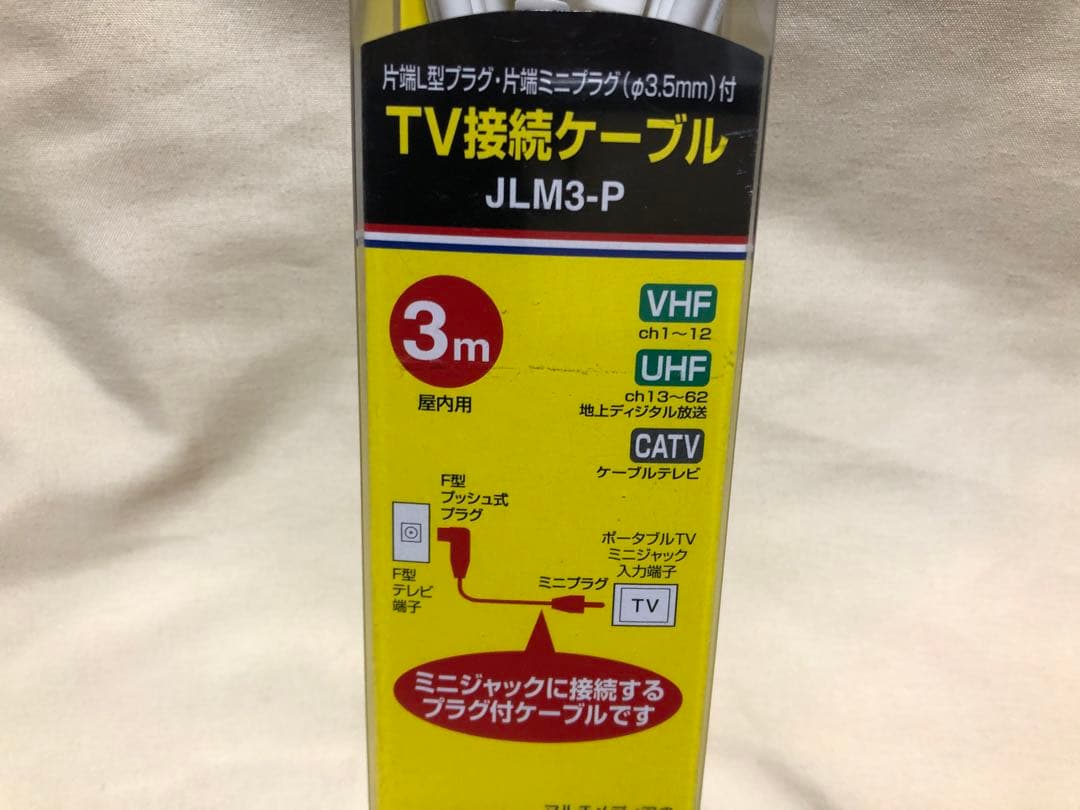 片端L型プラグ・片端ミニプラグ(φ3.5mm)付
TV接続ケーブル
JLM3-P
3m
屋内用
VHF
ch1～12
UHF
ch13～62
地上ディジタル放送
CATV
ケーブルテレビ
F型
プッシュ式
プラグ
F型
テレビ
端子
ミニプラグ
ポータブルTV
ミニジャック
入力端子
TV
ミニジャックに接続する
プラグ付ケーブルです